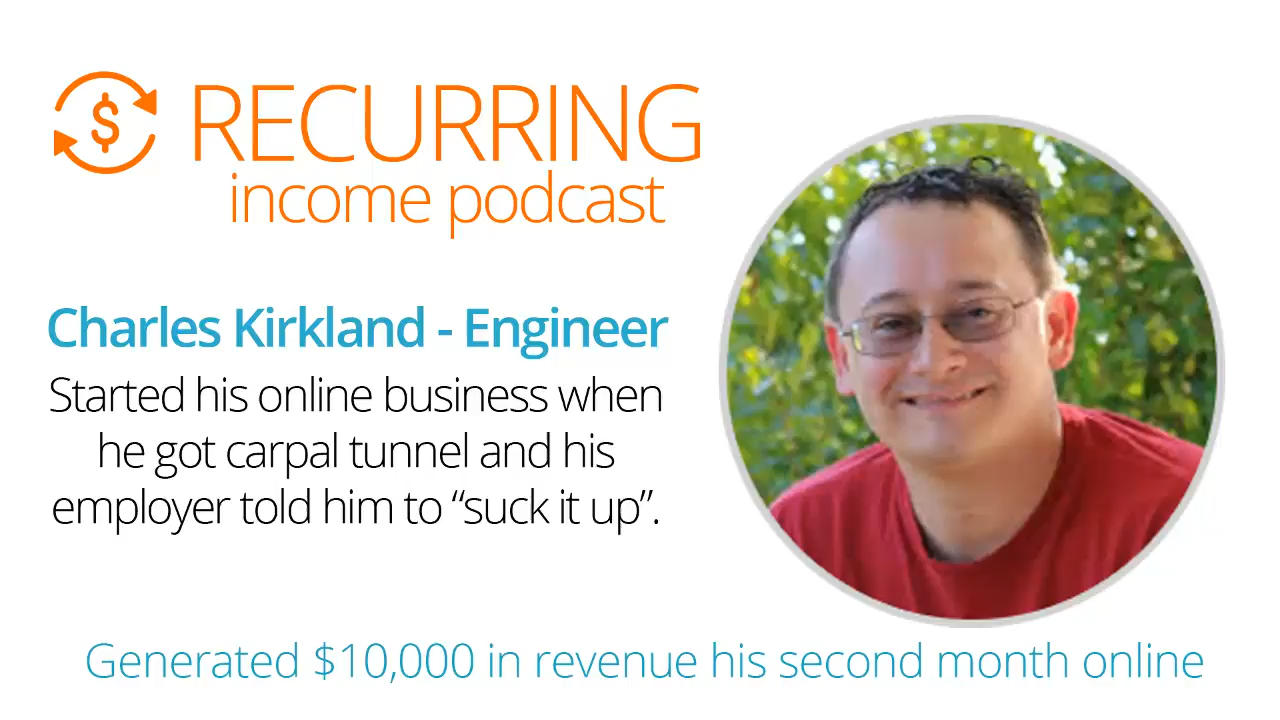 RECURRING
income podcast
Charles Kirkland - Engineer
Started his online business when
he got carpal tunnel and his
employer told him to “suck it up”.
Generated $10,000 in revenue his second month online